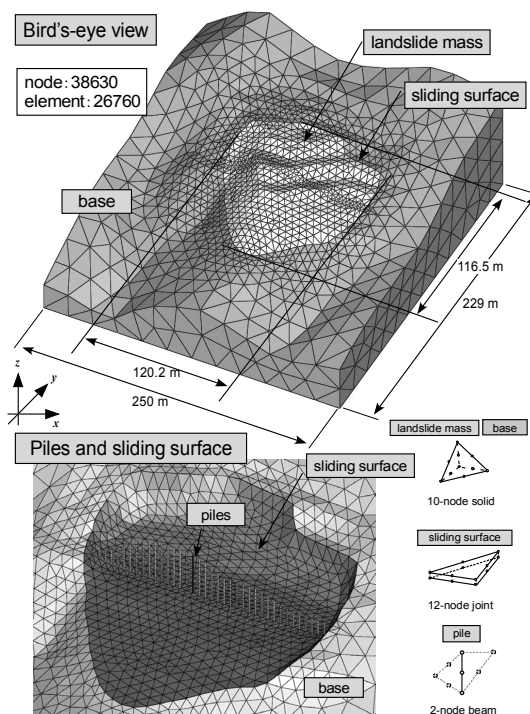 Bird's-eye view
landslide mass
node：38630
element：26760
sliding surface
base
116.5 m
229 m
120.2 m
250 m
z
y
x
Piles and sliding surface
sliding surface
piles
base
landslide mass
base
10-node solid
sliding surface
12-node joint
pile
2-node beam